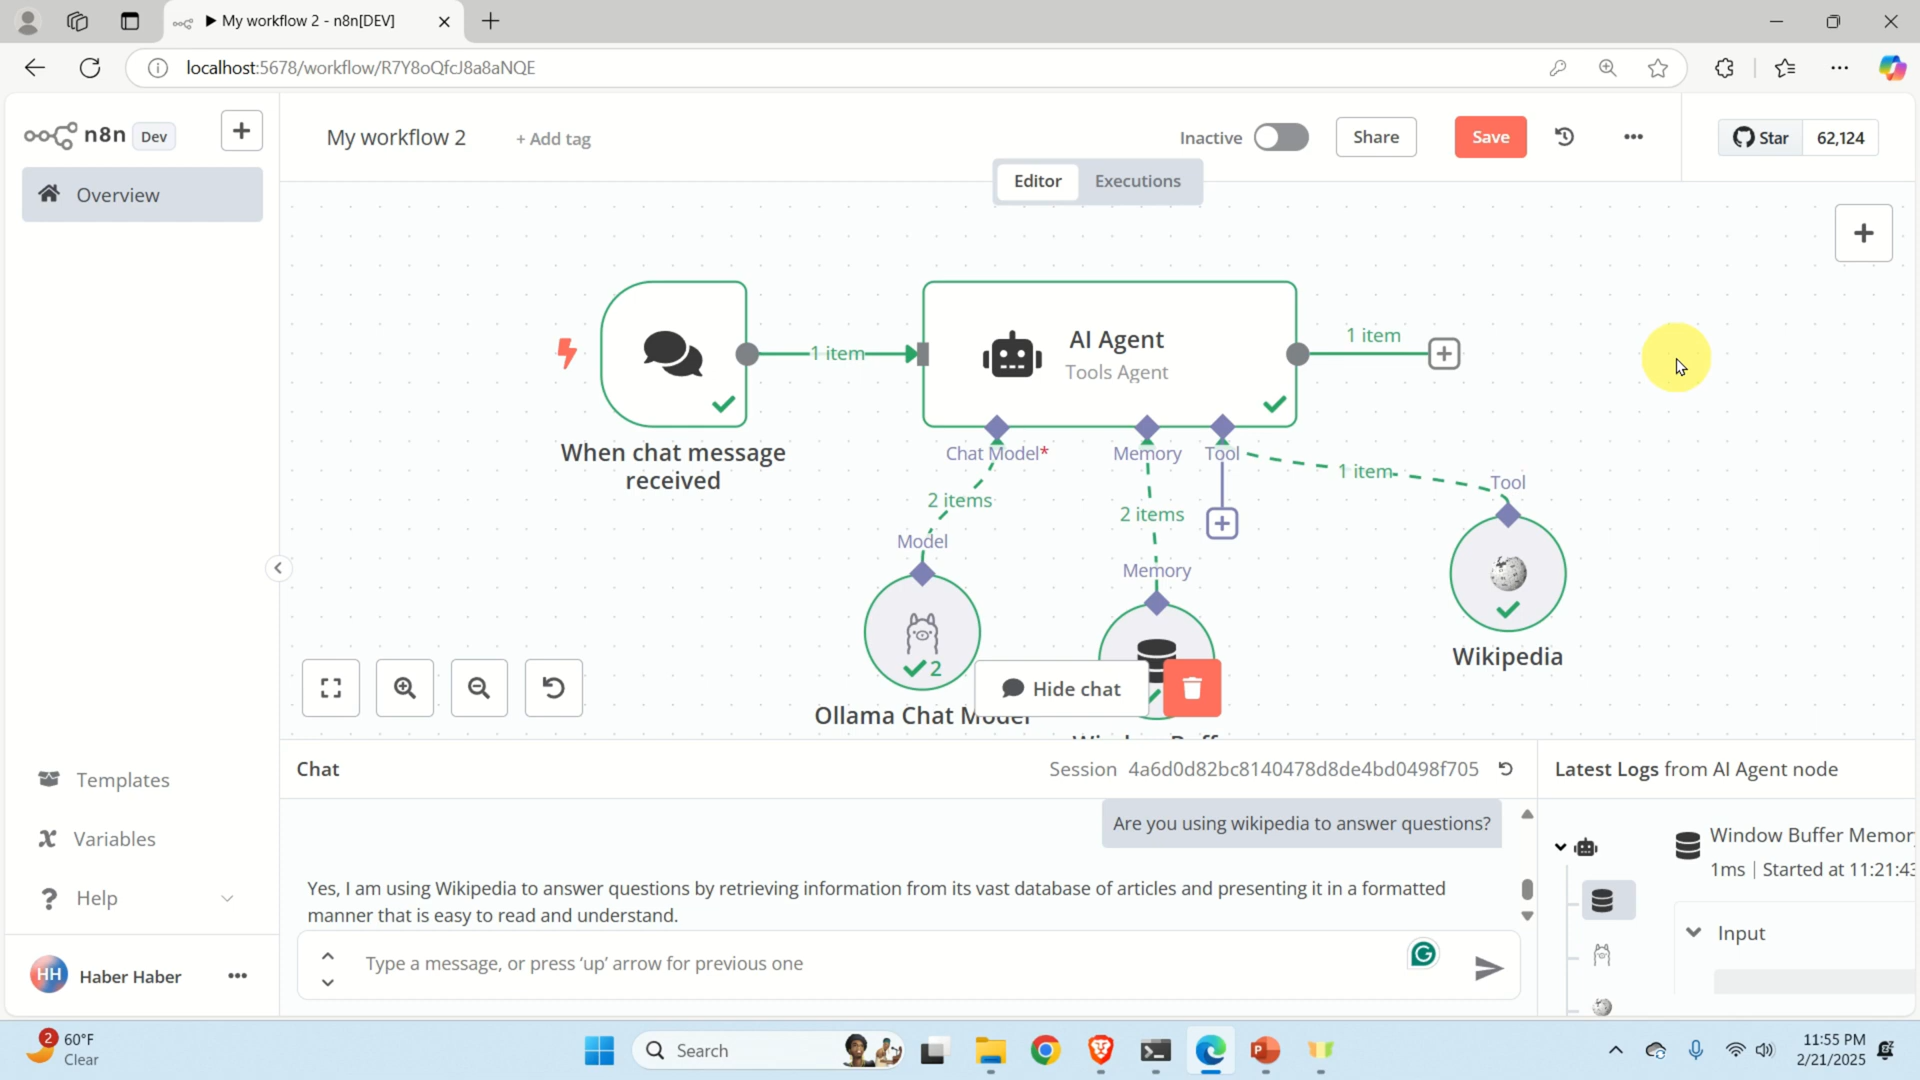 My workflow 2 - n8n[DEV]
localhost:5678/workflow/R7Y8oQfcJ8a8aNQE
n8n Dev
My workflow 2
+ Add tag
Inactive
Share
Save
Star 62,124
Overview
Editor Executions
AI Agent
Tools Agent
1 item
1 item
When chat message
received
Chat Model*
Memory
Tool
1 item
Tool
2 items
2 items
Model
Memory
Wikipedia
Hide chat
2
Ollama Chat Model
Templates
Variables
Help
HH Haber Haber
Chat
Session 4a6d0d82bc8140478d8de4bd0498f705
Latest Logs from AI Agent node
Are you using wikipedia to answer questions?
Yes, I am using Wikipedia to answer questions by retrieving information from its vast database of articles and presenting it in a formatted
manner that is easy to read and understand.
Type a message, or press ‘up’ arrow for previous one
Window Buffer Memor
1ms | Started at 11:21:43
Input
2
60°F
Clear
Search
11:55 PM
2/21/2025